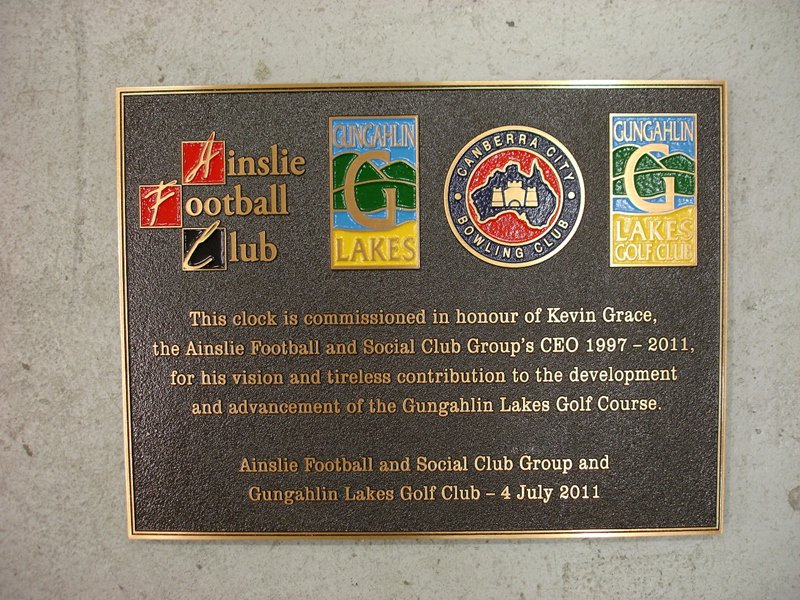 Ainslie
Football
Club
GUNGAHLIN
G
LAKES
CANBERRA CITY
BOWLING CLUB
GUNGAHLIN
G
LAKES
GOLF CLUB
This clock is commissioned in honour of Kevin Grace,
the Ainslie Football and Social Club Group's CEO 1997 – 2011,
for his vision and tireless contribution to the development
and advancement of the Gungahlin Lakes Golf Course.
Ainslie Football and Social Club Group and
Gungahlin Lakes Golf Club – 4 July 2011